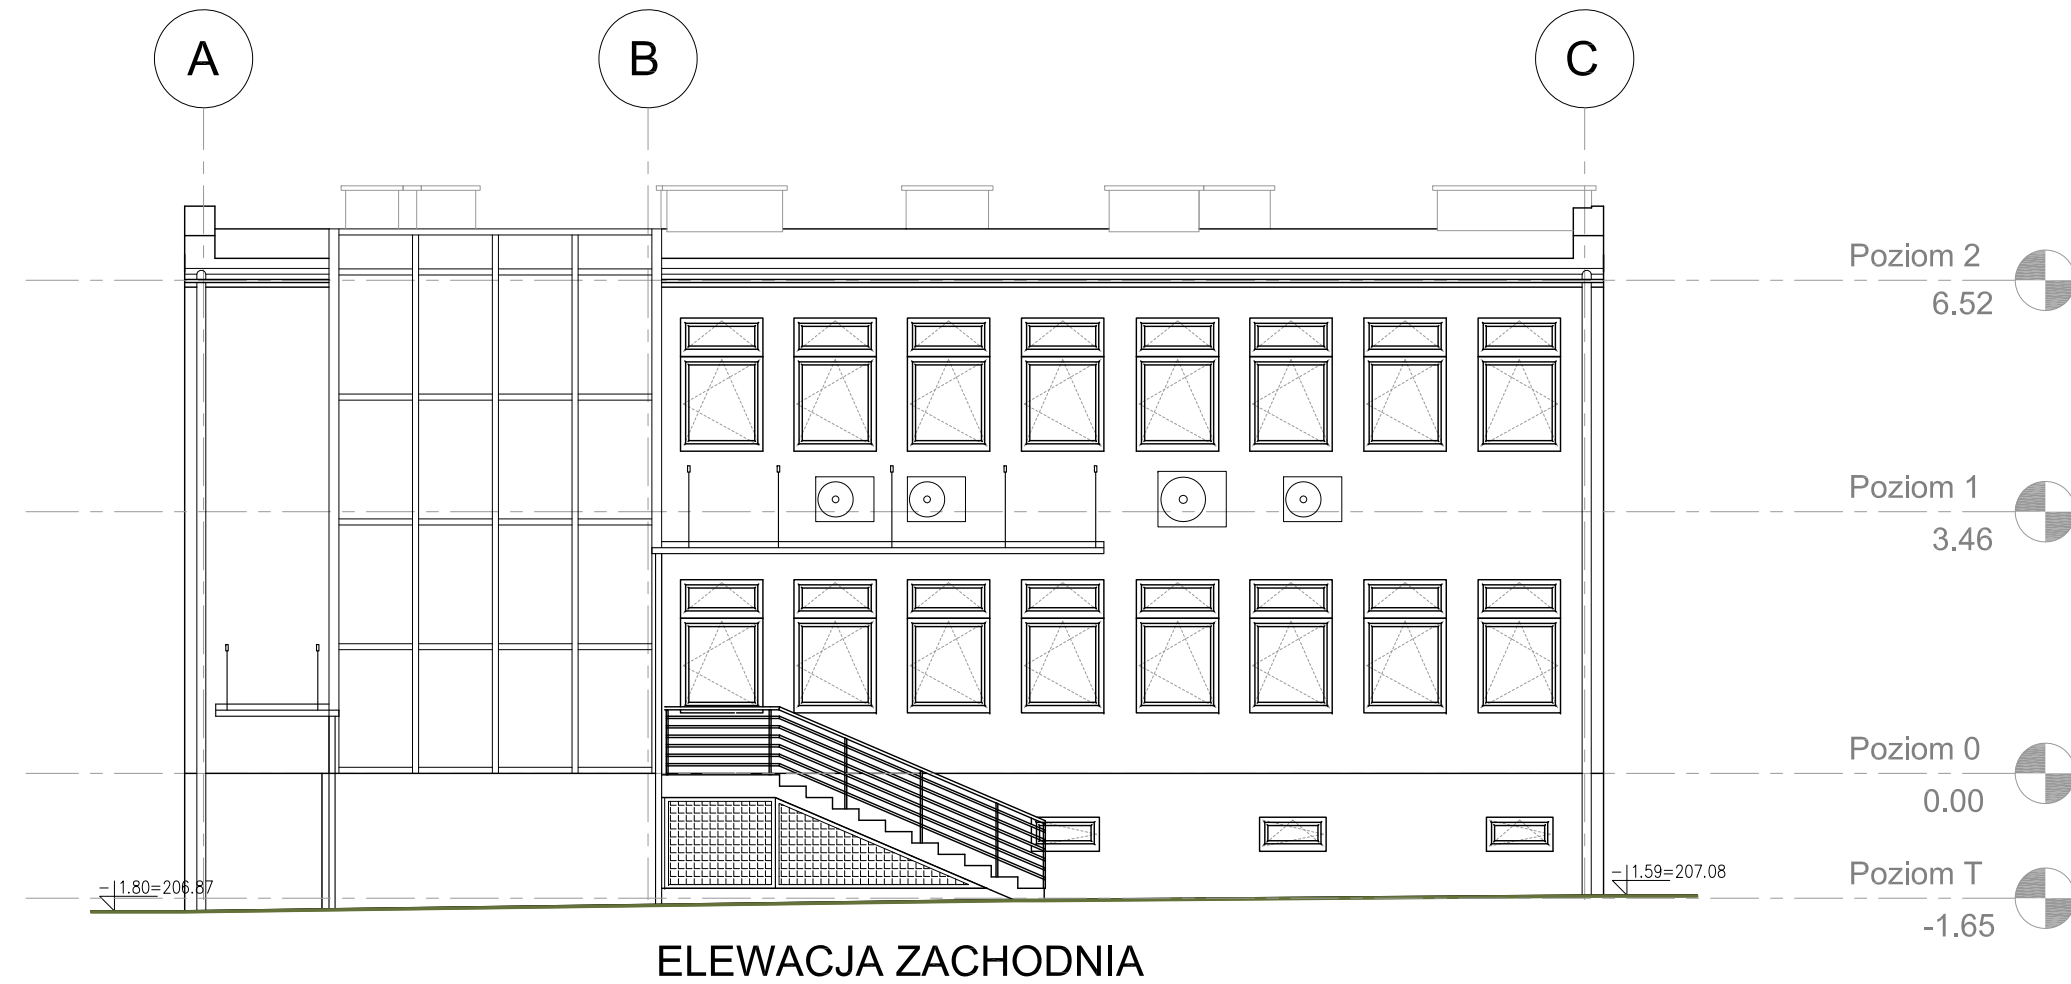 A
B
C
Poziom 2
6.52
Poziom 1
3.46
Poziom 0
0.00
-1.80=206.87
-1.59=207.08
Poziom T
-1.65
ELEWACJA ZACHODNIA